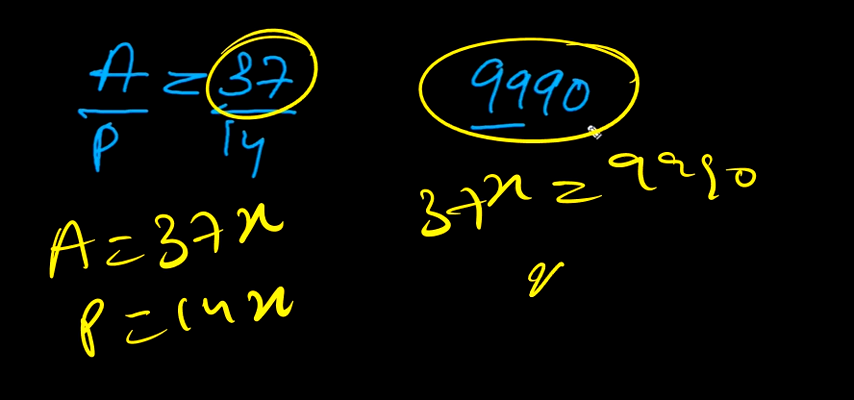 A/P = 37/14
9990
A = 37x
P = 14x
37x = 9990
x